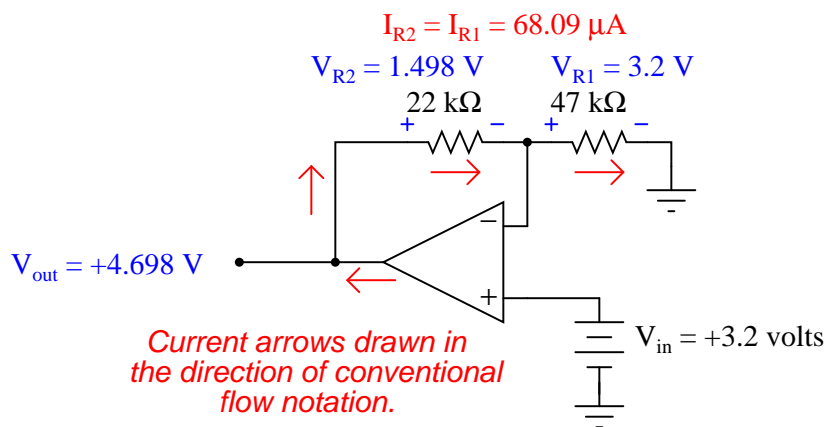 I_R2 = I_R1 = 68.09 μA
V_R2 = 1.498 V
V_R1 = 3.2 V
22 kΩ
47 kΩ
+ −
+ −
−
V_out = +4.698 V
+
V_in = +3.2 volts
Current arrows drawn in
the direction of conventional
flow notation.